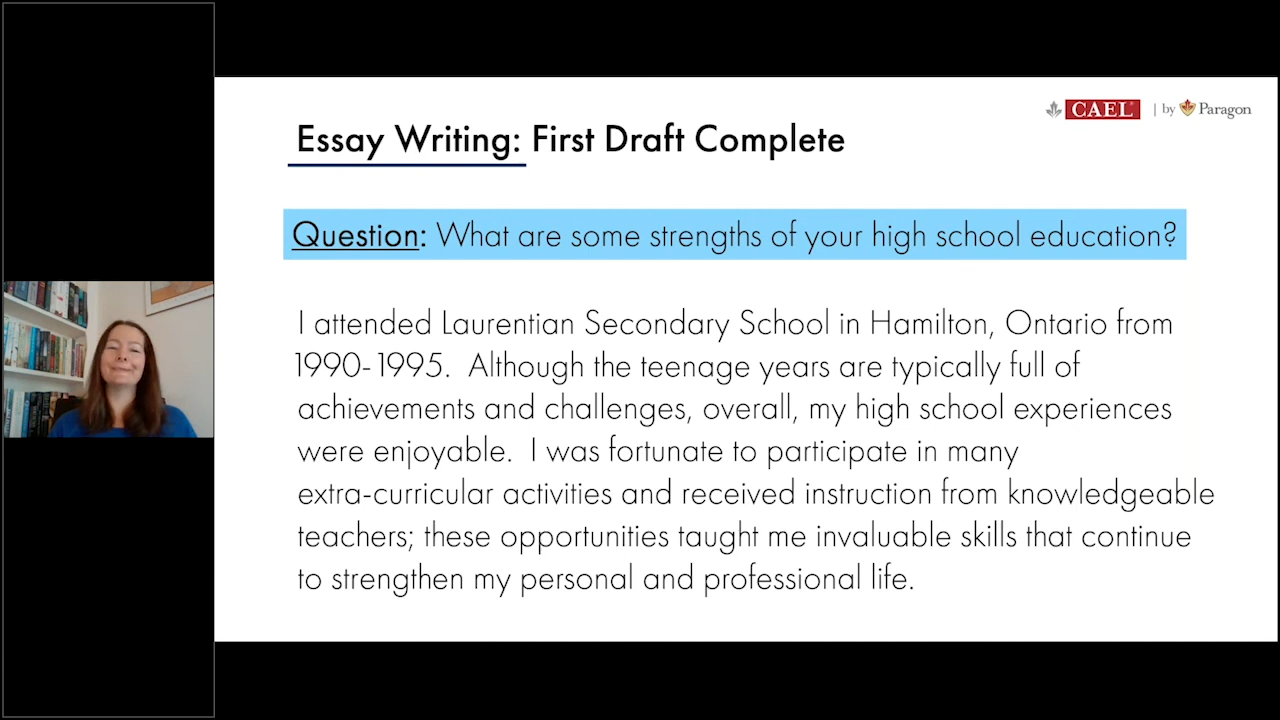 CAEL | by Paragon
Essay Writing: First Draft Complete
Question: What are some strengths of your high school education?
I attended Laurentian Secondary School in Hamilton, Ontario from
1990-1995. Although the teenage years are typically full of
achievements and challenges, overall, my high school experiences
were enjoyable. I was fortunate to participate in many
extra-curricular activities and received instruction from knowledgeable
teachers; these opportunities taught me invaluable skills that continue
to strengthen my personal and professional life.